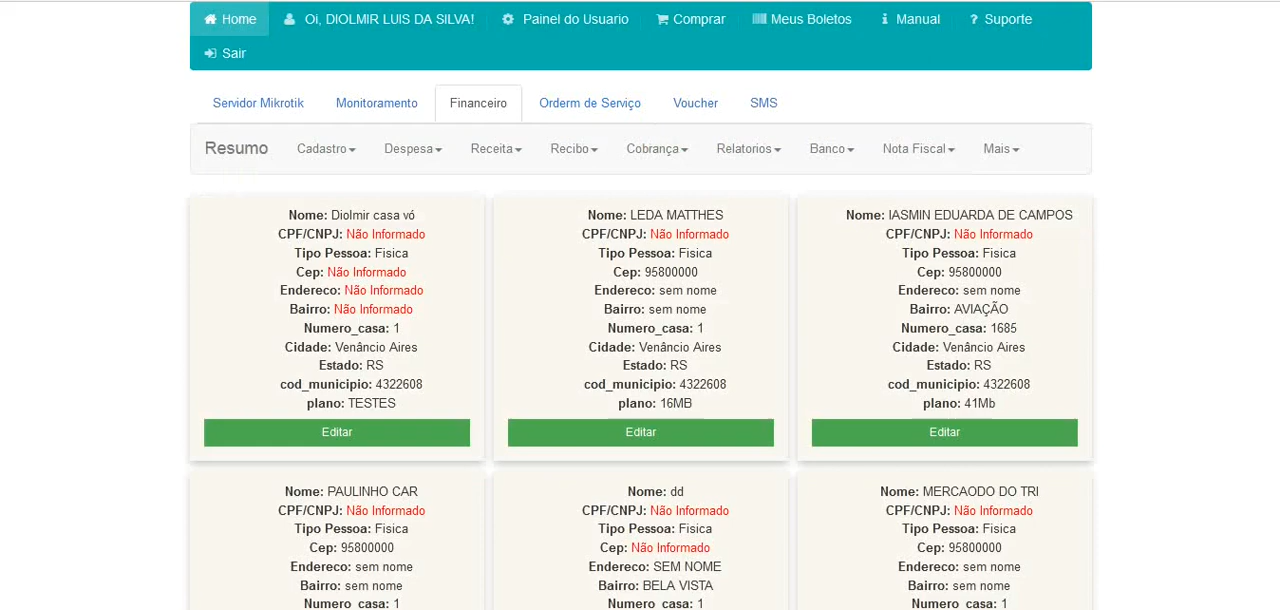 Home Oi, DIOLMIR LUIS DA SILVA! Painel do Usuario Comprar Meus Boletos Manual Suporte
Sair
Servidor Mikrotik Monitoramento Financeiro Orderm de Serviço Voucher SMS
Resumo Cadastro Despesa Receita Recibo Cobrança Relatorios Banco Nota Fiscal Mais
Nome: Diolmir casa vó
CPF/CNPJ: Não Informado
Tipo Pessoa: Fisica
Cep: Não Informado
Endereco: Não Informado
Bairro: Não Informado
Numero_casa: 1
Cidade: Venâncio Aires
Estado: RS
cod_municipio: 4322608
plano: TESTES
Editar
Nome: LEDA MATTHES
CPF/CNPJ: Não Informado
Tipo Pessoa: Fisica
Cep: 95800000
Endereco: sem nome
Bairro: sem nome
Numero_casa: 1
Cidade: Venâncio Aires
Estado: RS
cod_municipio: 4322608
plano: 16MB
Editar
Nome: IASMIN EDUARDA DE CAMPOS
CPF/CNPJ: Não Informado
Tipo Pessoa: Fisica
Cep: 95800000
Endereco: sem nome
Bairro: AVIAÇÃO
Numero_casa: 1685
Cidade: Venâncio Aires
Estado: RS
cod_municipio: 4322608
plano: 41Mb
Editar
Nome: PAULINHO CAR
CPF/CNPJ: Não Informado
Tipo Pessoa: Fisica
Cep: 95800000
Endereco: sem nome
Bairro: sem nome
Numero_casa: 1
Nome: dd
CPF/CNPJ: Não Informado
Tipo Pessoa: Fisica
Cep: Não Informado
Endereco: SEM NOME
Bairro: BELA VISTA
Numero_casa: 1
Nome: MERCAODO DO TRI
CPF/CNPJ: Não Informado
Tipo Pessoa: Fisica
Cep: 95800000
Endereco: sem nome
Bairro: sem nome
Numero_casa: 1